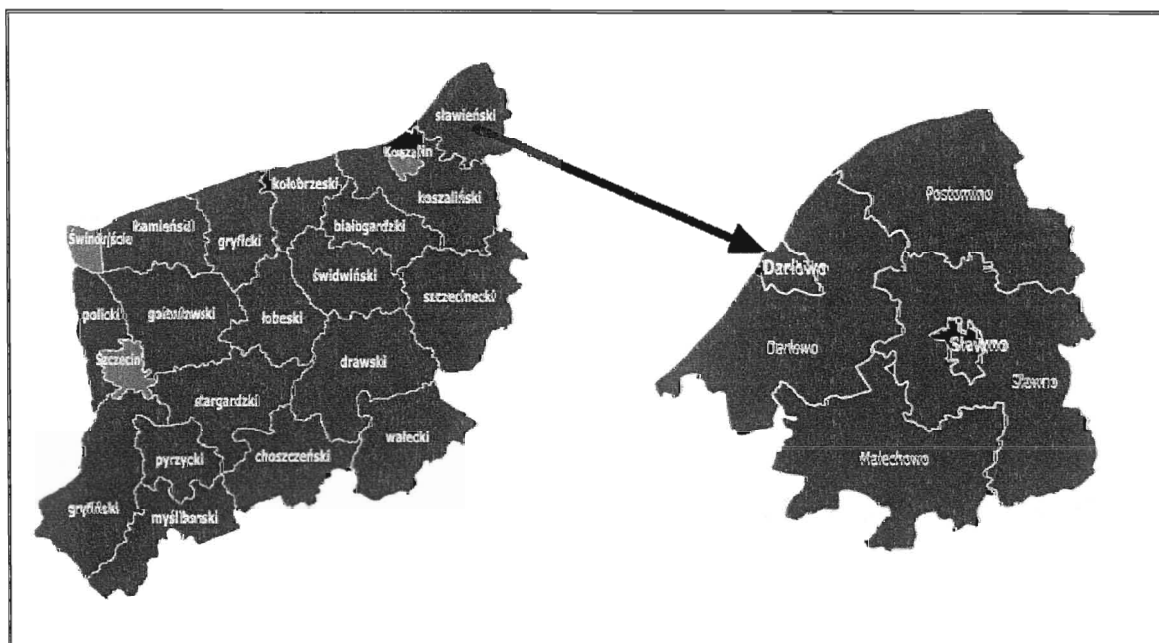 sławieński
Koszalin
kołobrzeski
koszaliński
kamieński
białogardzki
gryficki
Świnoujście
świdwiński
szczecinecki
policki
goleniowski
łobeski
Szczecin
drawski
stargardzki
wałecki
pyrzycki
choszczeński
gryfiński
myśliborski
Postomino
Darłowo
Darłowo
Sławno
Sławno
Malechowo